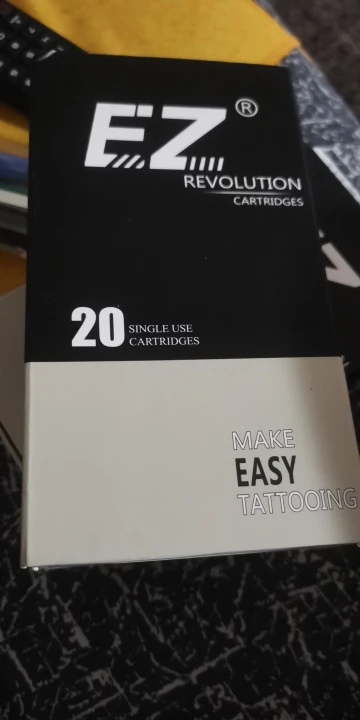 EZ®
REVOLUTION
CARTRIDGES
20 SINGLE USE
CARTRIDGES
MAKE
EASY
TATTOOING